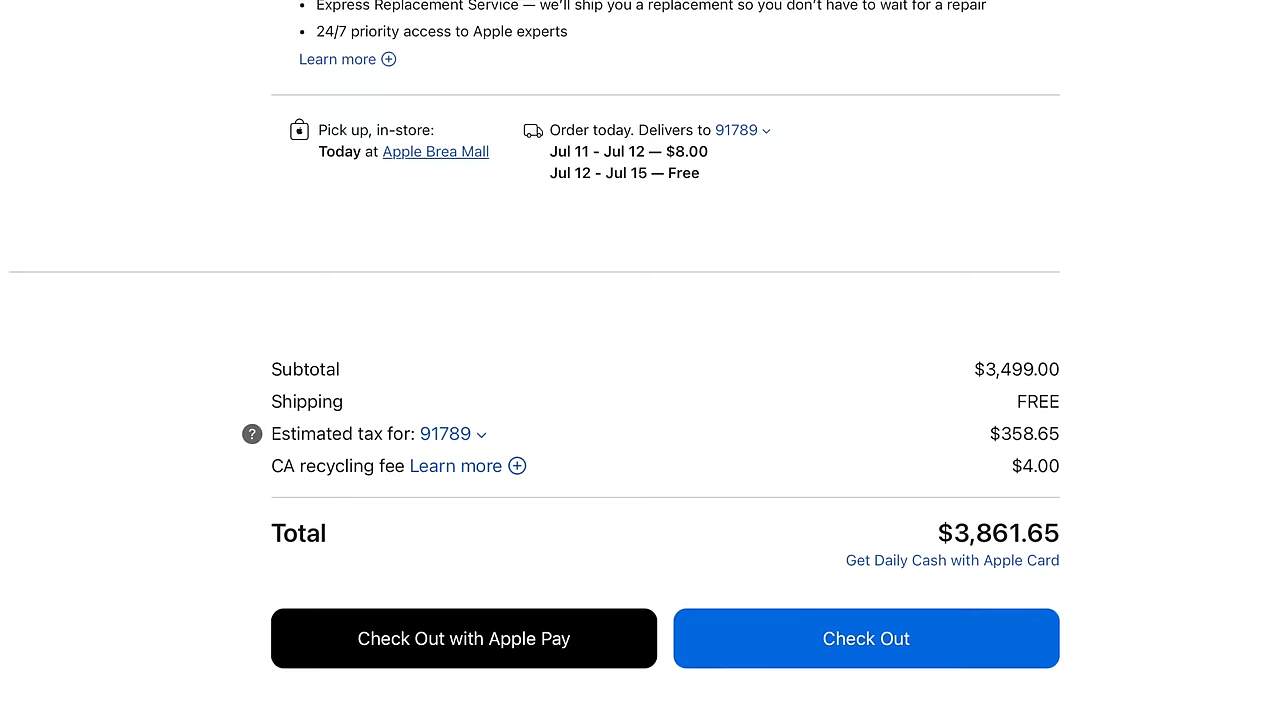 • Express Replacement Service — we'll ship you a replacement so you don't have to wait for a repair
• 24/7 priority access to Apple experts
Learn more
Pick up, in-store:
Today at Apple Brea Mall
Order today. Delivers to 91789
Jul 11 - Jul 12 — $8.00
Jul 12 - Jul 15 — Free
Subtotal $3,499.00
Shipping FREE
? Estimated tax for: 91789 $358.65
CA recycling fee Learn more $4.00
Total $3,861.65
Get Daily Cash with Apple Card
Check Out with Apple Pay
Check Out